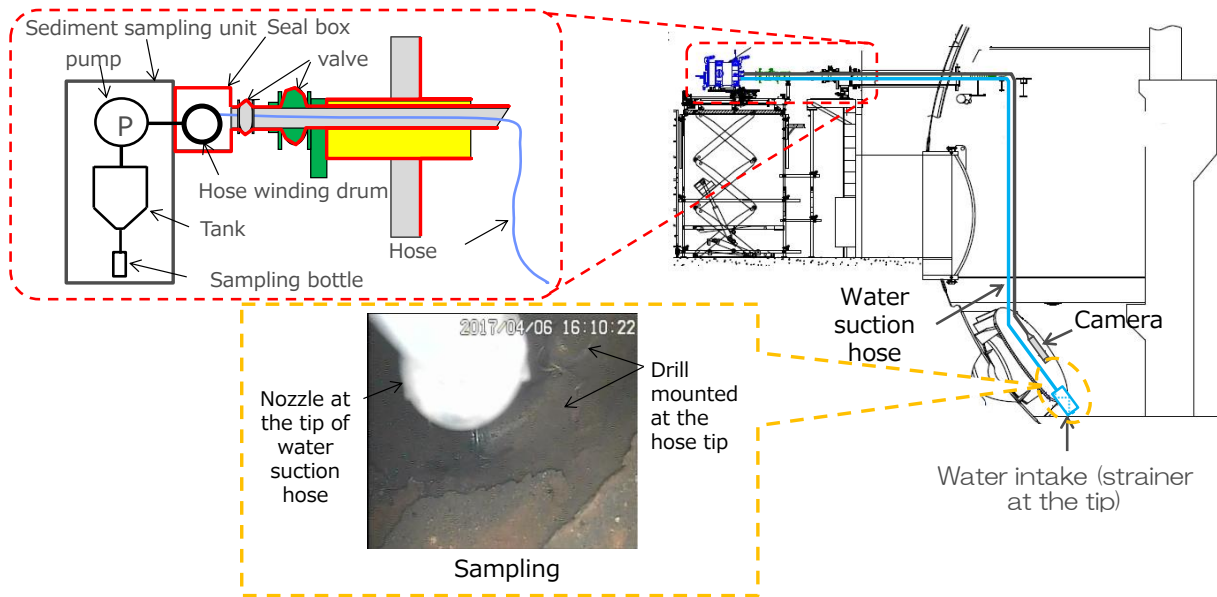 Sediment sampling unit
Seal box
pump
valve
P
Hose winding drum
Tank
Hose
Sampling bottle
Water
suction
hose
Camera
2017/04/06 16:10:22
Nozzle at
the tip of
water
suction
hose
Drill
mounted
at the
hose tip
Water intake (strainer
at the tip)
Sampling